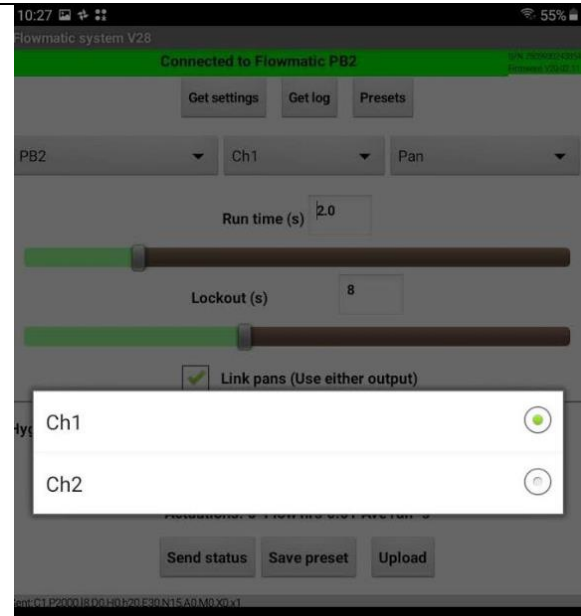 10:27 55%
Flowmatic system V28
Connected to Flowmatic PB2
Get settings Get log Presets
PB2 Ch1 Pan
Run time (s) 2.0
Lockout (s) 8
Link pans (Use either output)
Ch1
Ch2
Send status Save preset Upload